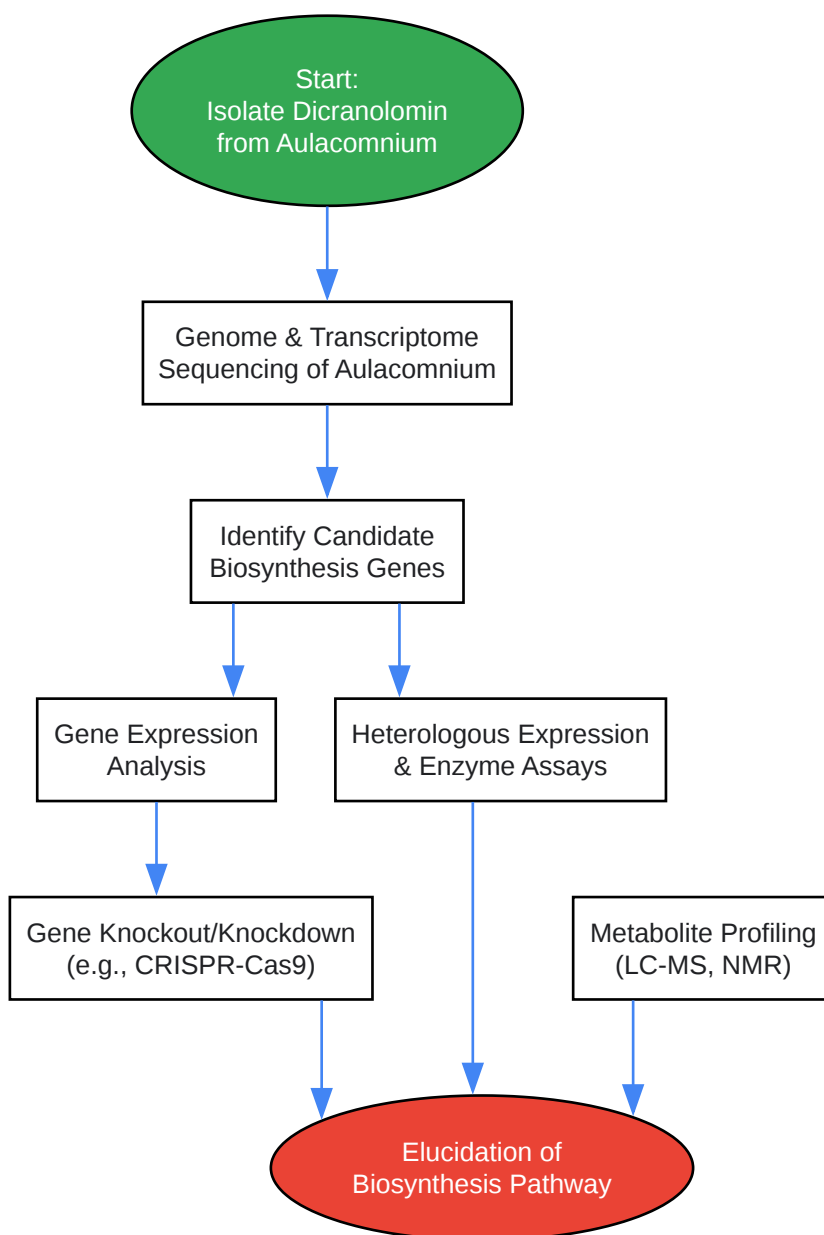 Start:
Isolate Dicranolomin
from Aulacomnium
Genome & Transcriptome
Sequencing of Aulacomnium
Identify Candidate
Biosynthesis Genes
Gene Expression
Analysis
Heterologous Expression
& Enzyme Assays
Gene Knockout/Knockdown
(e.g., CRISPR-Cas9)
Metabolite Profiling
(LC-MS, NMR)
Elucidation of
Biosynthesis Pathway